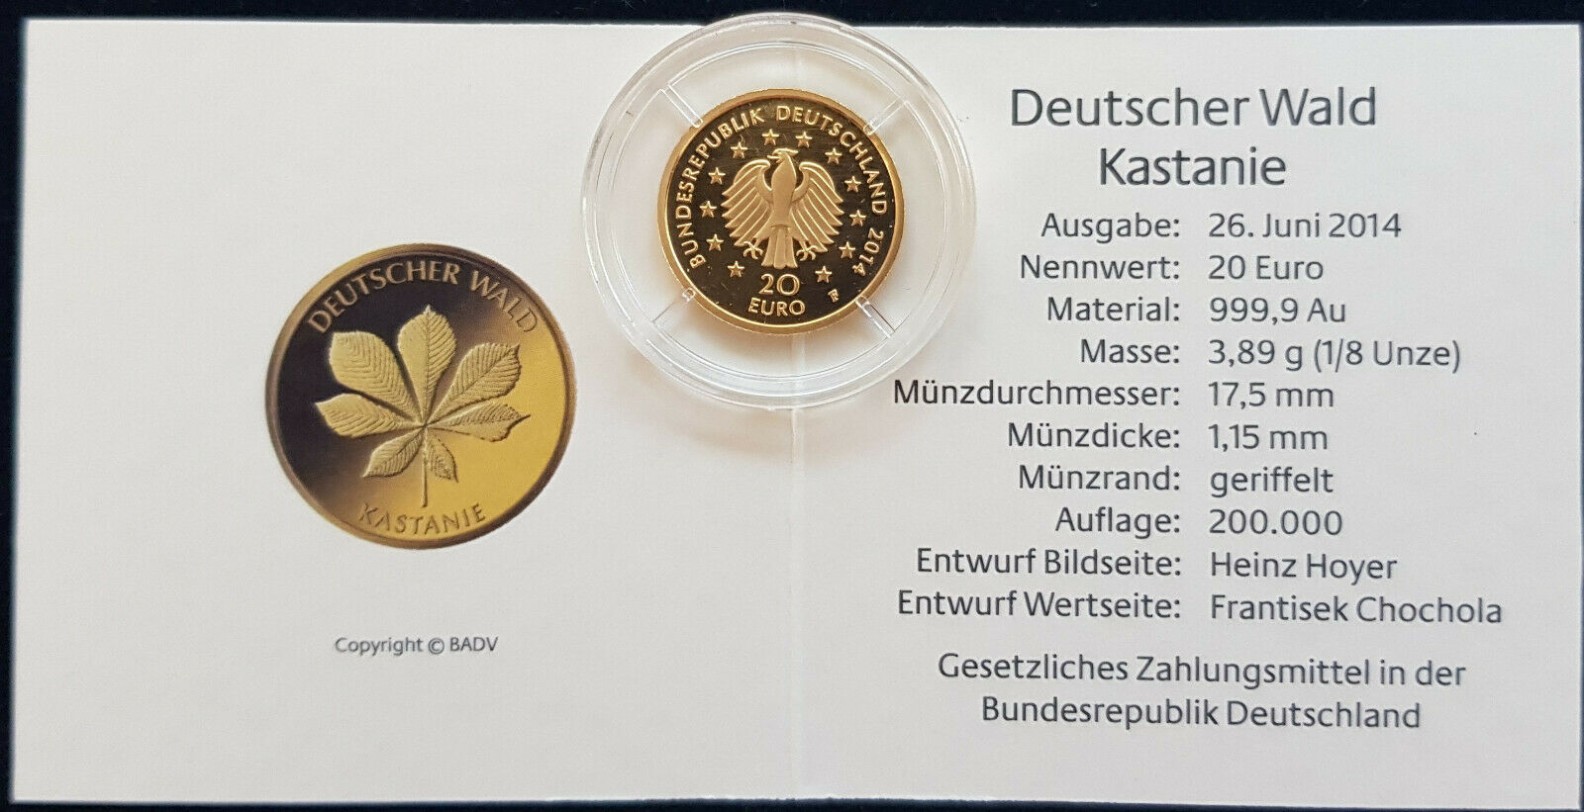 DEUTSCHER WALD
KASTANIE
Copyright © BADV
BUNDESREPUBLIK DEUTSCHLAND 2014
20
EURO
F
Deutscher Wald
Kastanie
Ausgabe: 26. Juni 2014
Nennwert: 20 Euro
Material: 999,9 Au
Masse: 3,89 g (1/8 Unze)
Münzdurchmesser: 17,5 mm
Münzdicke: 1,15 mm
Münzrand: geriffelt
Auflage: 200.000
Entwurf Bildseite: Heinz Hoyer
Entwurf Wertseite: Frantisek Chochola
Gesetzliches Zahlungsmittel in der
Bundesrepublik Deutschland